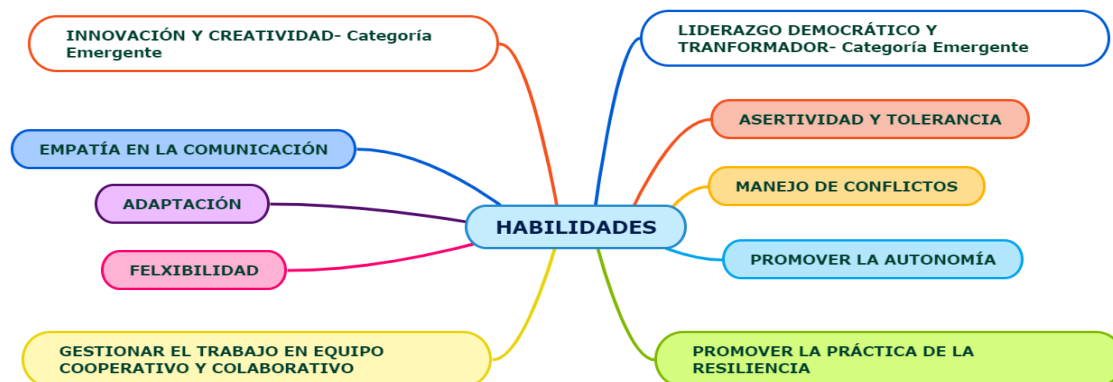 INNOVACIÓN Y CREATIVIDAD- Categoría
Emergente
LIDERAZGO DEMOCRÁTICO Y
TRANFORMADOR- Categoría Emergente
EMPATÍA EN LA COMUNICACIÓN
ASERTIVIDAD Y TOLERANCIA
ADAPTACIÓN
MANEJO DE CONFLICTOS
HABILIDADES
FELXIBILIDAD
PROMOVER LA AUTONOMÍA
GESTIONAR EL TRABAJO EN EQUIPO
COOPERATIVO Y COLABORATIVO
PROMOVER LA PRÁCTICA DE LA
RESILIENCIA